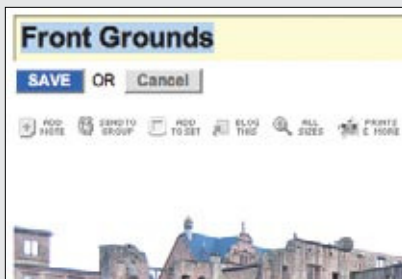 Front Grounds
SAVE OR Cancel
ADD NOTE SEND TO GROUP ADD TO SET BLOG THIS ALL SIZES PRINTS & MORE